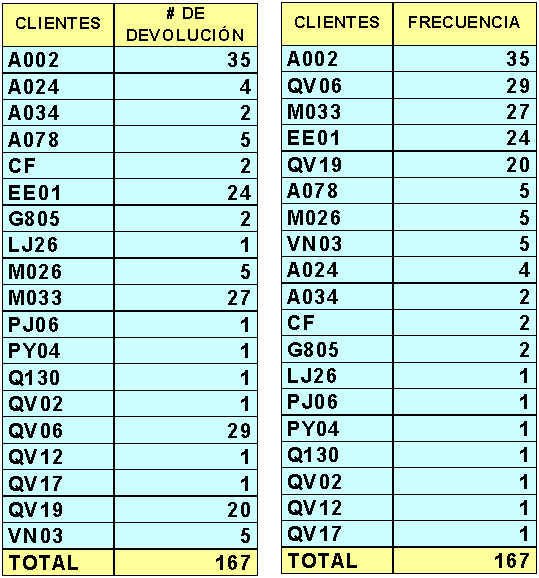 CLIENTES # DE DEVOLUCIÓN
A002 35
A024 4
A034 2
A078 5
CF 2
EE01 24
G805 2
LJ26 1
M026 5
M033 27
PJ06 1
PY04 1
Q130 1
QV02 1
QV06 29
QV12 1
QV17 1
QV19 20
VN03 5
TOTAL 167
CLIENTES FRECUENCIA
A002 35
QV06 29
M033 27
EE01 24
QV19 20
A078 5
M026 5
VN03 5
A024 4
A034 2
CF 2
G805 2
LJ26 1
PJ06 1
PY04 1
Q130 1
QV02 1
QV12 1
QV17 1
TOTAL 167